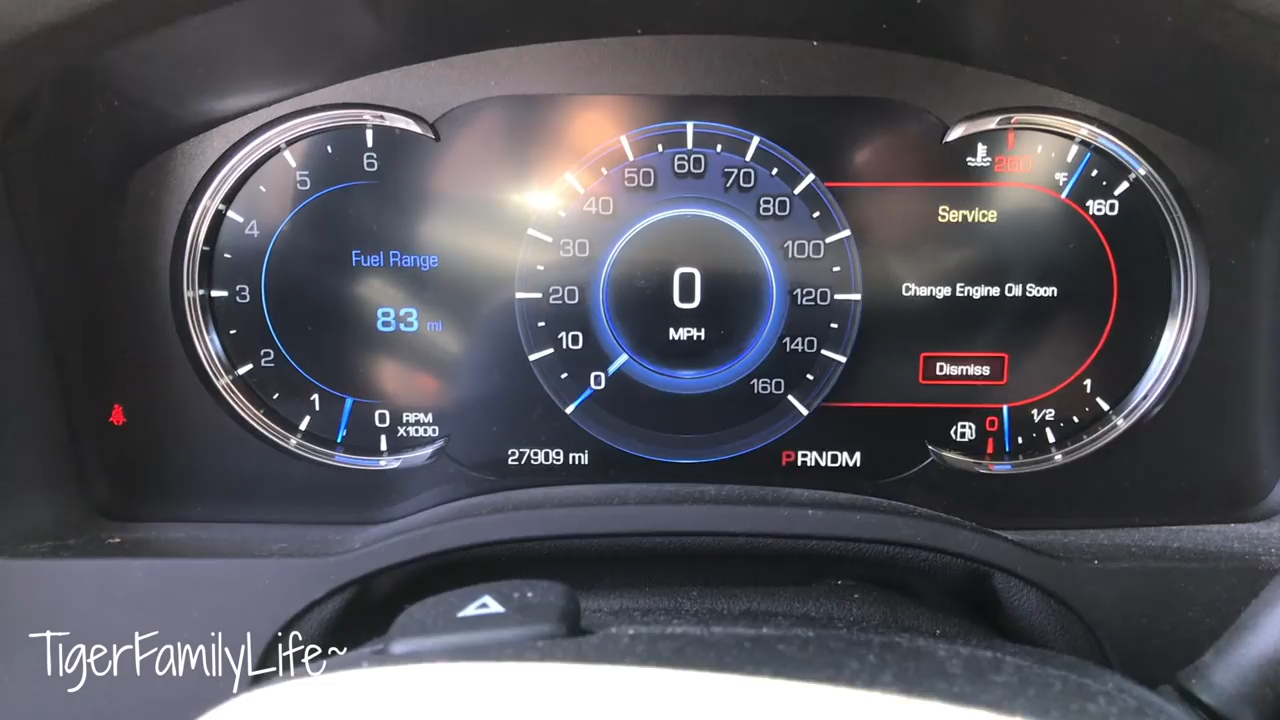 6
5
4
3
2
1
0
RPM
X1000
Fuel Range
83 mi
0
10
20
30
40
50
60
70
80
100
120
140
160
0
MPH
27909 mi
PRNDM
260
°F
160
Service
Change Engine Oil Soon
Dismiss
0
1/2
1
TigerFamilyLife~